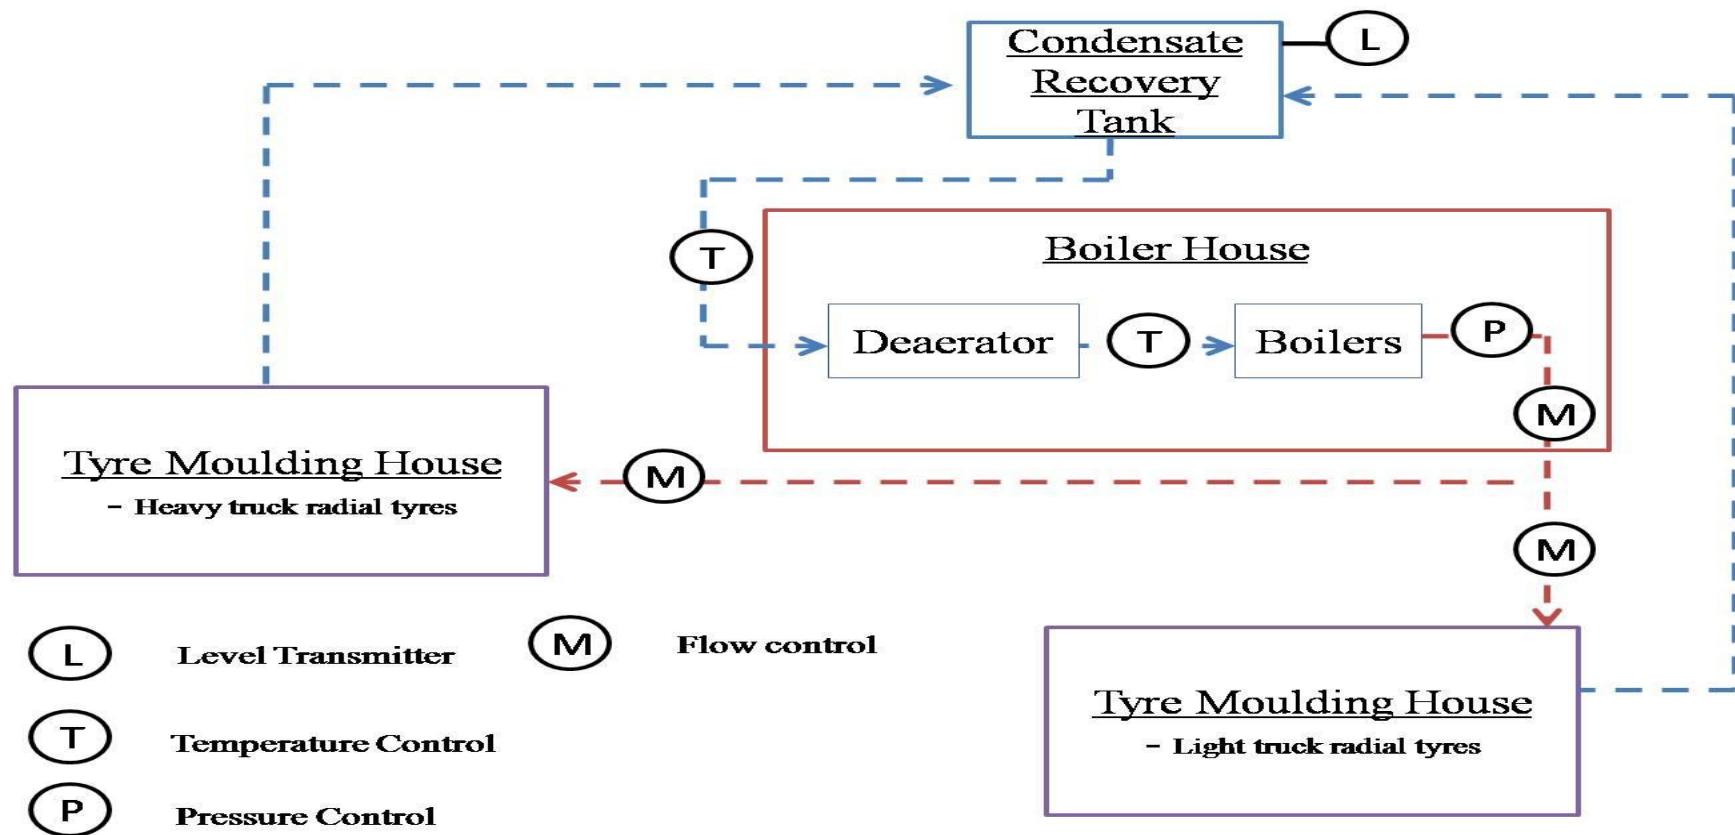 Condensate
Recovery
Tank
L
T
Boiler House
Deaerator
T
Boilers
P
M
Tyre Moulding House
- Heavy truck radial tyres
M
M
L
Level Transmitter
M
Flow control
T
Temperature Control
P
Pressure Control
Tyre Moulding House
- Light truck radial tyres